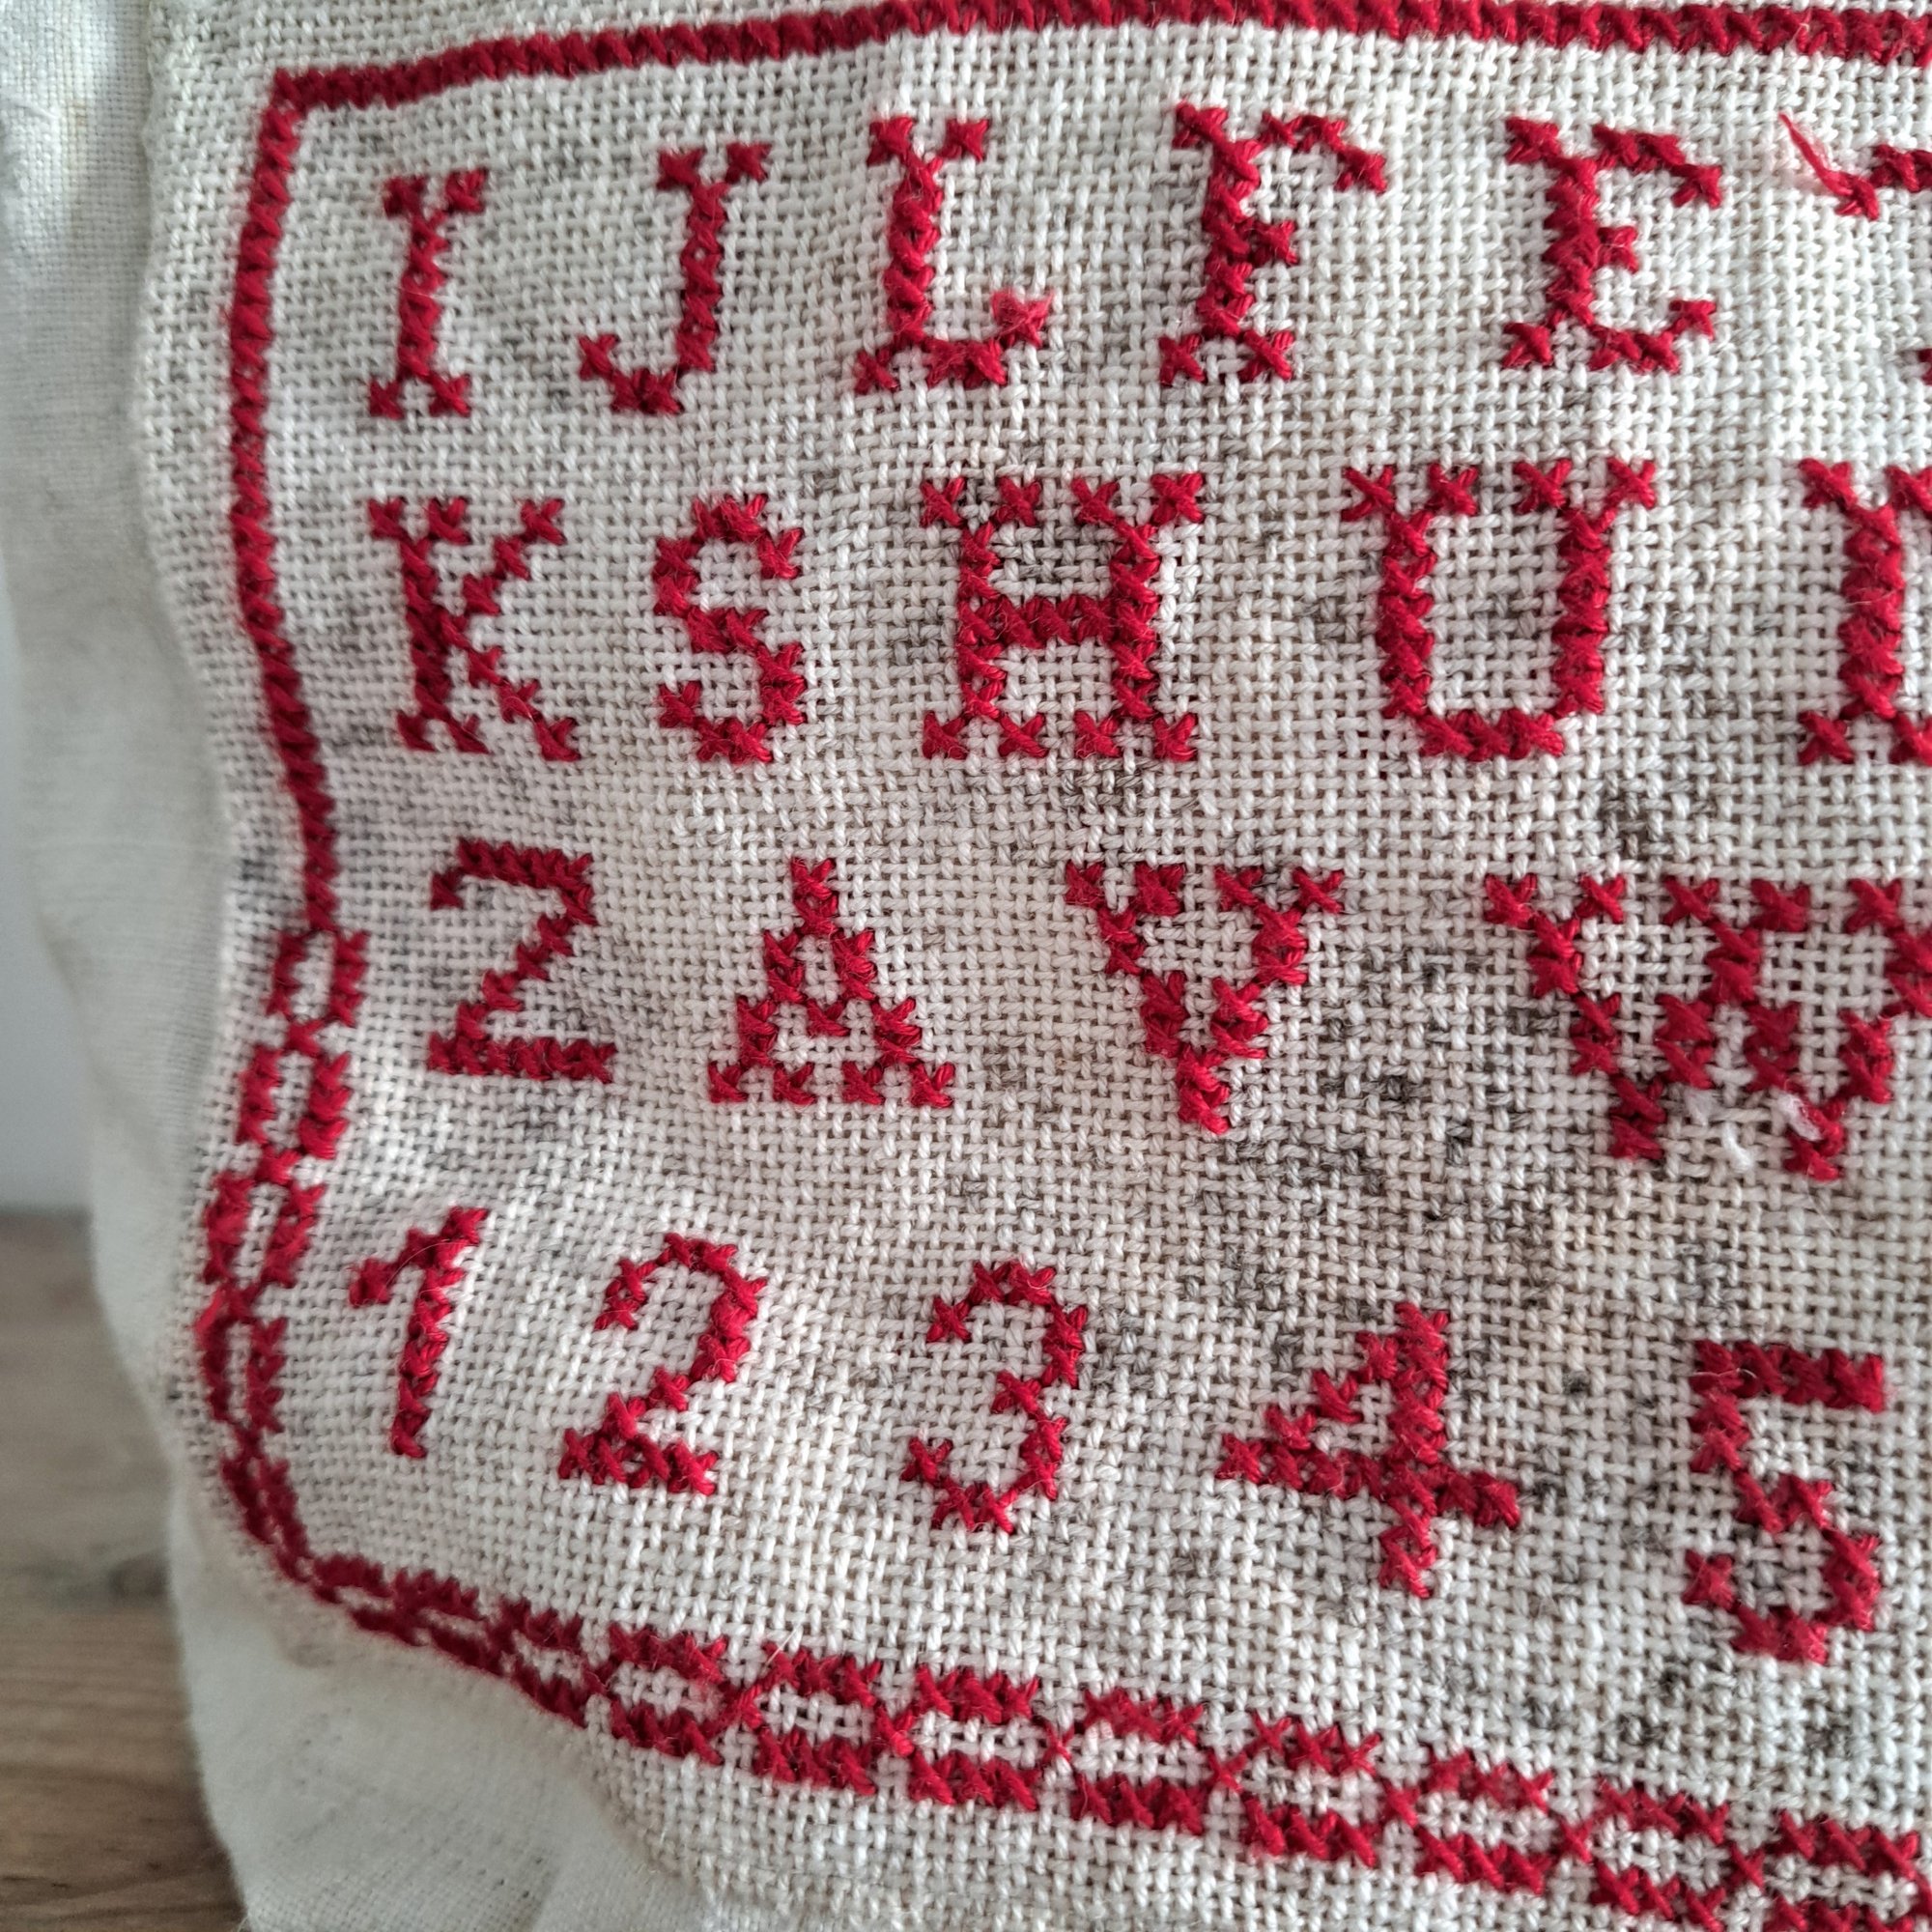 I J L F E
K S H U
Z A V W
1 2 3 4 5